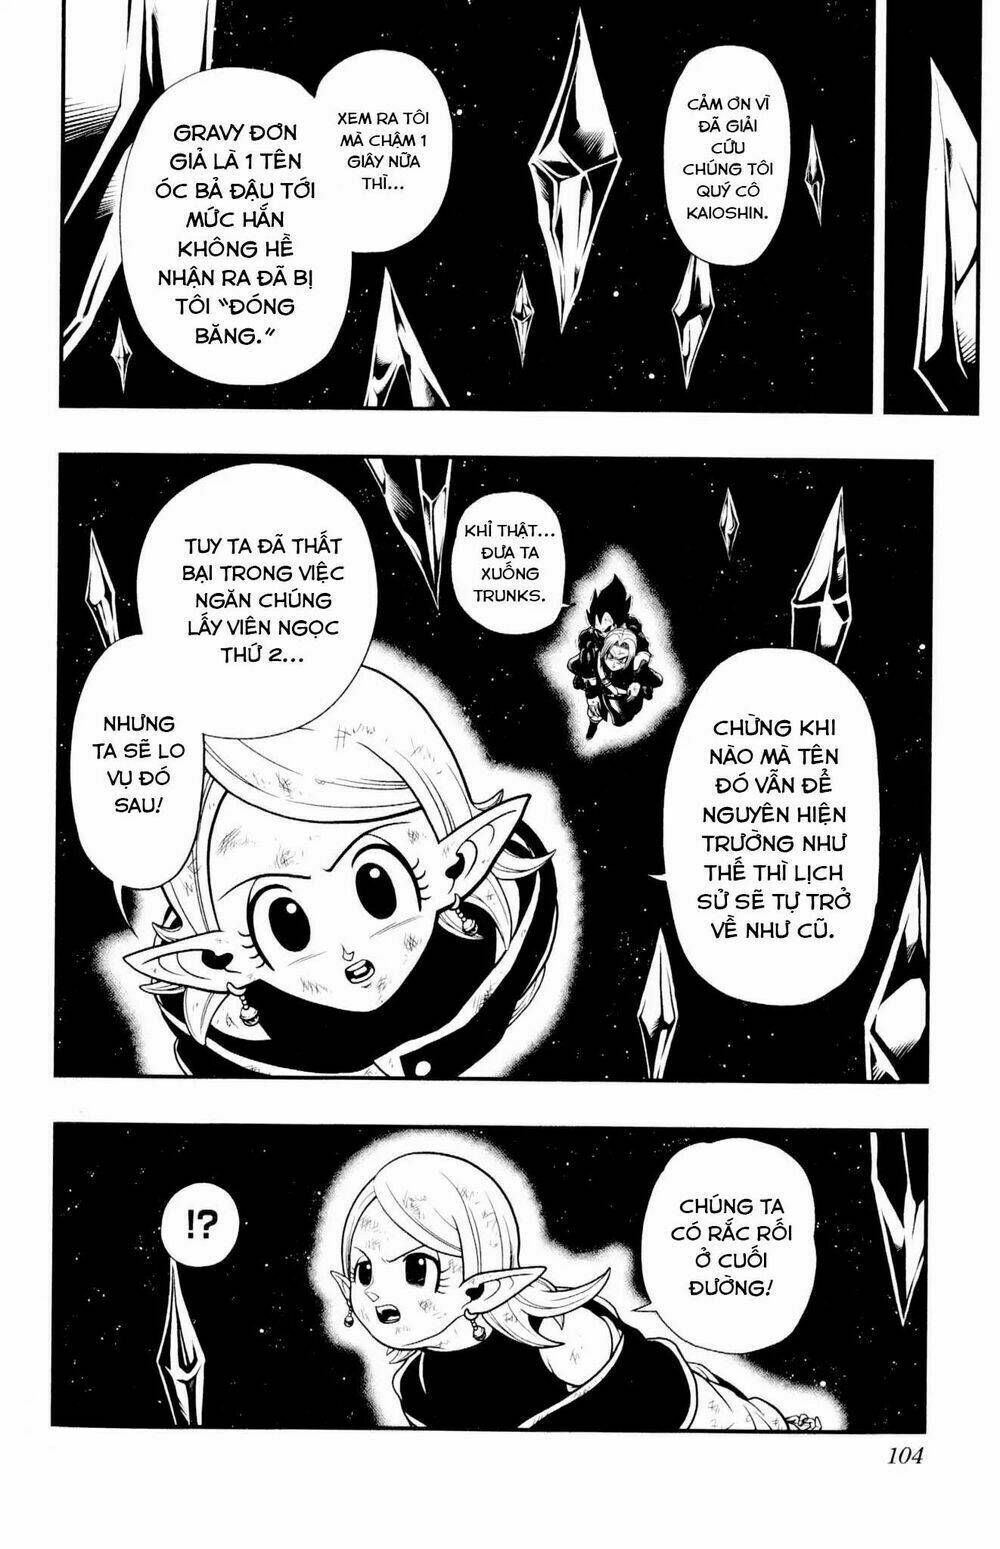 CẢM ƠN VÌ
ĐÃ GIẢI
CỨU
CHÚNG TÔI
QUÝ CÔ
KAIOSHIN.
XEM RA TÔI
MÀ CHẬM 1
GIÂY NỮA
THÌ...
GRAVY ĐƠN
GIẢ LÀ 1 TÊN
ÓC BẢ ĐẬU TỚI
MỨC HẮN
KHÔNG HỀ
NHẬN RA ĐÃ BỊ
TÔI "ĐÓNG
BĂNG."
KHỈ THẬT...
ĐƯA TA
XUỐNG
TRUNKS.
CHỪNG KHI
NÀO MÀ TÊN
ĐÓ VẪN ĐỂ
NGUYÊN HIỆN
TRƯỜNG NHƯ
THẾ THÌ LỊCH
SỬ SẼ TỰ TRỞ
VỀ NHƯ CŨ.
TUY TA ĐÃ THẤT
BẠI TRONG VIỆC
NGĂN CHÚNG
LẤY VIÊN NGỌC
THỨ 2...
NHƯNG
TA SẼ LO
VỤ ĐÓ
SAU!
CHÚNG TA
CÓ RẮC RỐI
Ở CUỐI
ĐƯỜNG!
!?
104